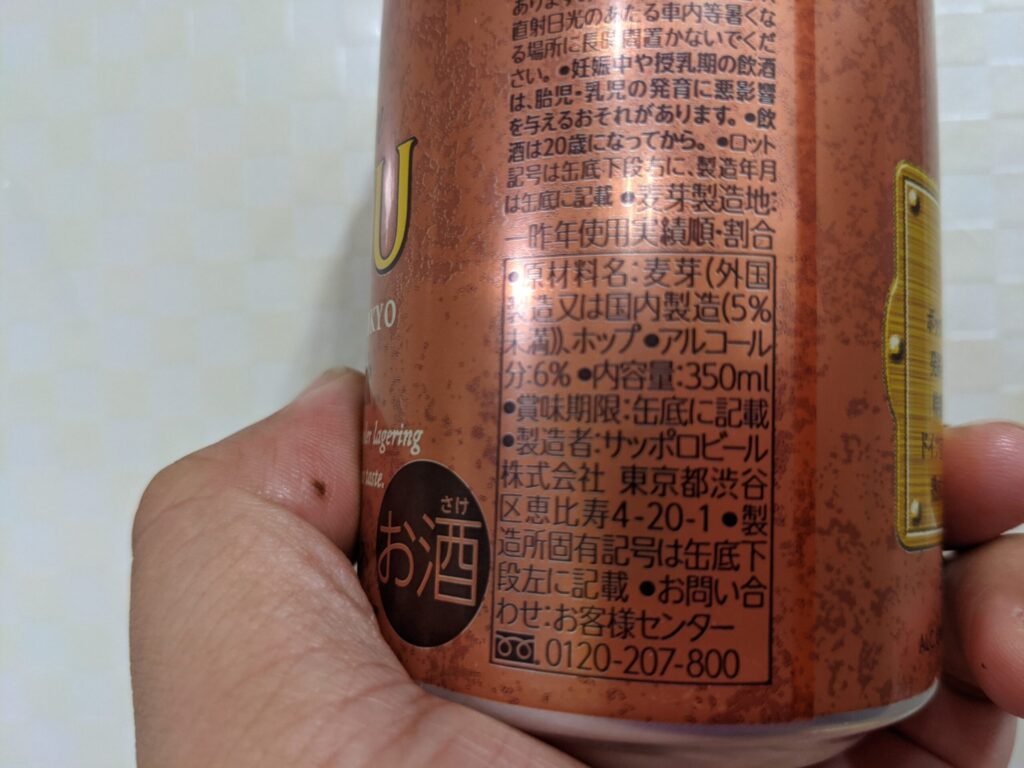 直射日光のあたる車内等暑くな
る場所に長時間置かないでくだ
さい。●妊娠中や授乳期の飲酒
は、胎児・乳児の発育に悪影響
を与えるおそれがあります。●飲
酒は20歳になってから。●ロット
記号は缶底下段右に、製造年月
は缶底に記載 ●麦芽製造地:
一昨年使用実績順・割合
●原材料名:麦芽(外国
製造又は国内製造(5%
未満))、ホップ●アルコール
分:6% ●内容量:350ml
●賞味期限:缶底に記載
●製造者:サッポロビール
株式会社 東京都渋谷
区恵比寿4-20-1 ●製
造所固有記号は缶底下
段左に記載 ●お問い合
わせ:お客様センター
0120-207-800
U
KYO
lagering
taste.
さけ
お酒